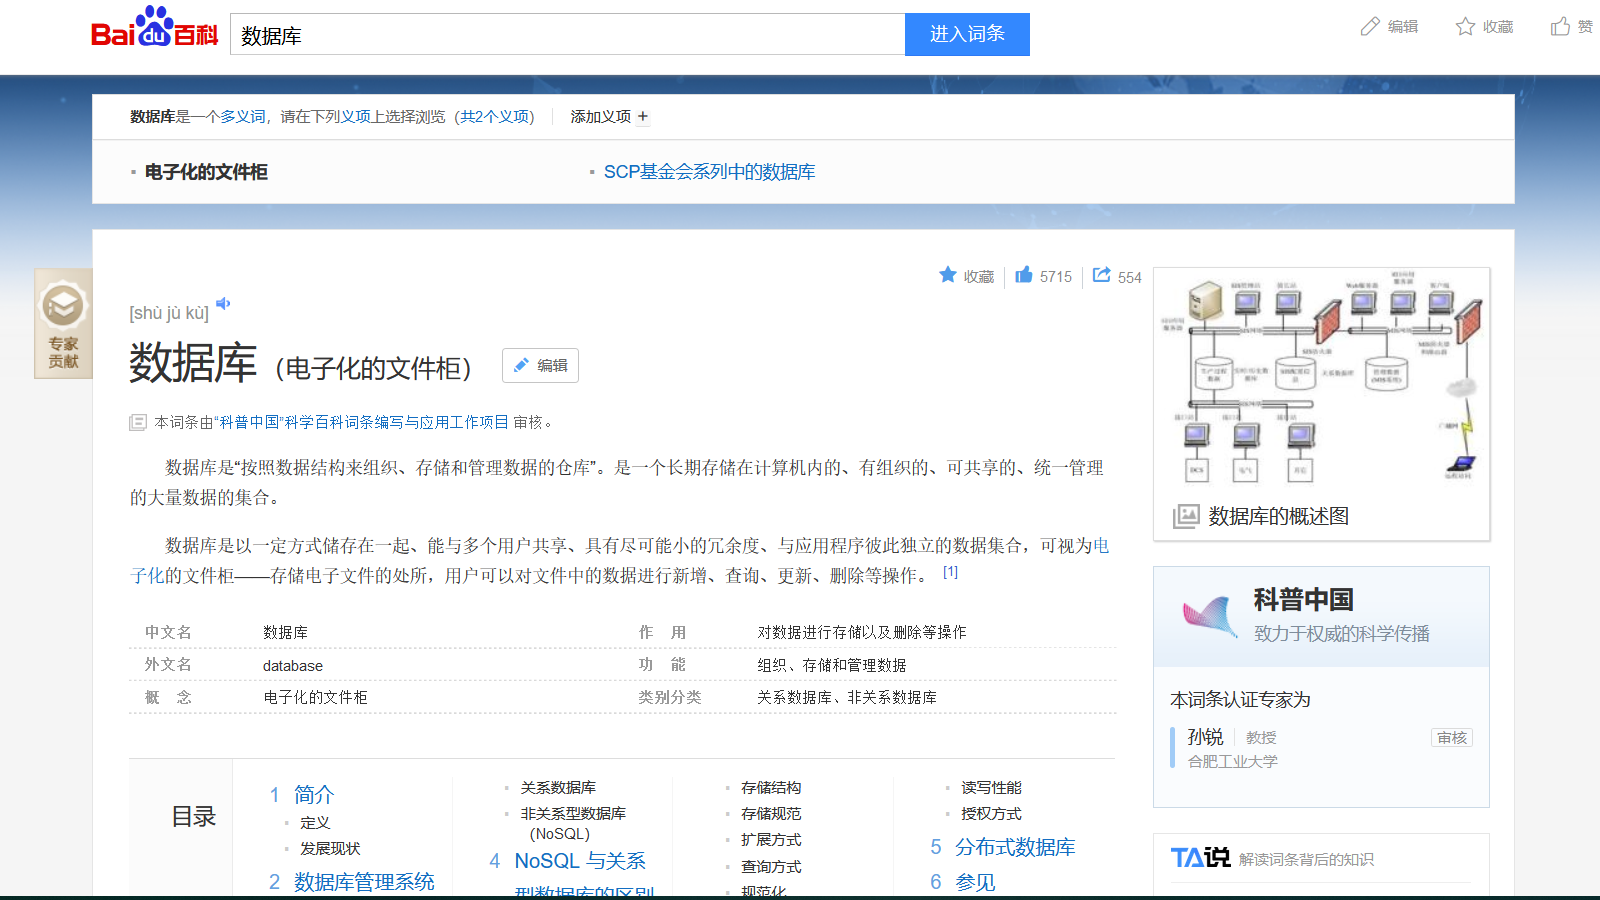 Baidu百科
数据库
进入词条
编辑
收藏
赞
数据库是一个多义词，请在下列义项上选择浏览（共2个义项）
添加义项 +
电子化的文件柜
SCP基金会系列中的数据库
专家
贡献
收藏
5715
554
[shù jù kù]
数据库（电子化的文件柜）
编辑
本词条由“科普中国”科学百科词条编写与应用工作项目 审核。
数据库是“按照数据结构来组织、存储和管理数据的仓库”。是一个长期存储在计算机内的、有组织的、可共享的、统一管理
的大量数据的集合。
数据库是以一定方式储存在一起、能与多个用户共享、具有尽可能小的冗余度、与应用程序彼此独立的数据集合，可视为电
子化的文件柜——存储电子文件的处所，用户可以对文件中的数据进行新增、查询、更新、删除等操作。 [1]
中文名 数据库
外文名 database
概 念 电子化的文件柜
作 用 对数据进行存储以及删除等操作
功 能 组织、存储和管理数据
类别分类 关系数据库、非关系数据库
目录
1 简介
定义
发展现状
2 数据库管理系统
关系数据库
非关系型数据库
（NoSQL）
4 NoSQL 与关系
型数据库的区别
存储结构
存储规范
扩展方式
查询方式
规范化
读写性能
授权方式
5 分布式数据库
6 参见
DCS
数据库的概述图
科普中国
致力于权威的科学传播
本词条认证专家为
孙锐 教授
审核
合肥工业大学
TA说 解读词条背后的知识